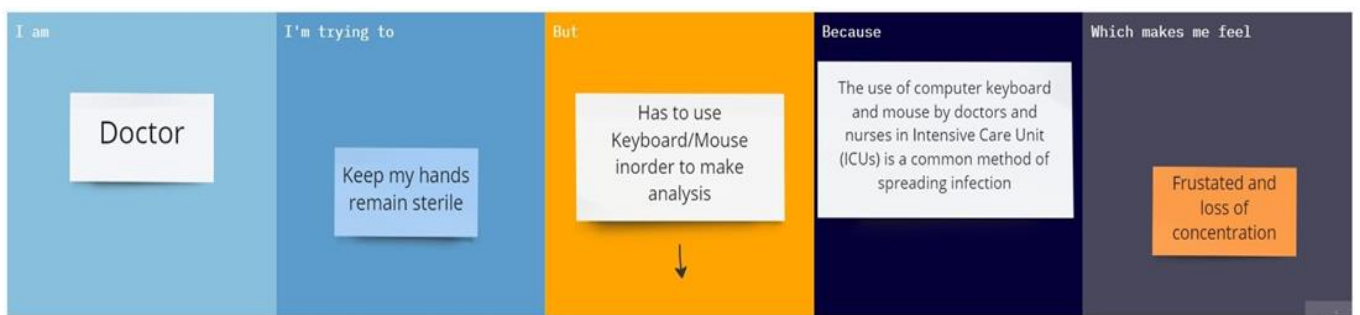 I am
Doctor
I'm trying to
Keep my hands
remain sterile
But
Has to use
Keyboard/Mouse
inorder to make
analysis
Because
The use of computer keyboard
and mouse by doctors and
nurses in Intensive Care Unit
(ICUs) is a common method of
spreading infection
Which makes me feel
Frustated and
loss of
concentration